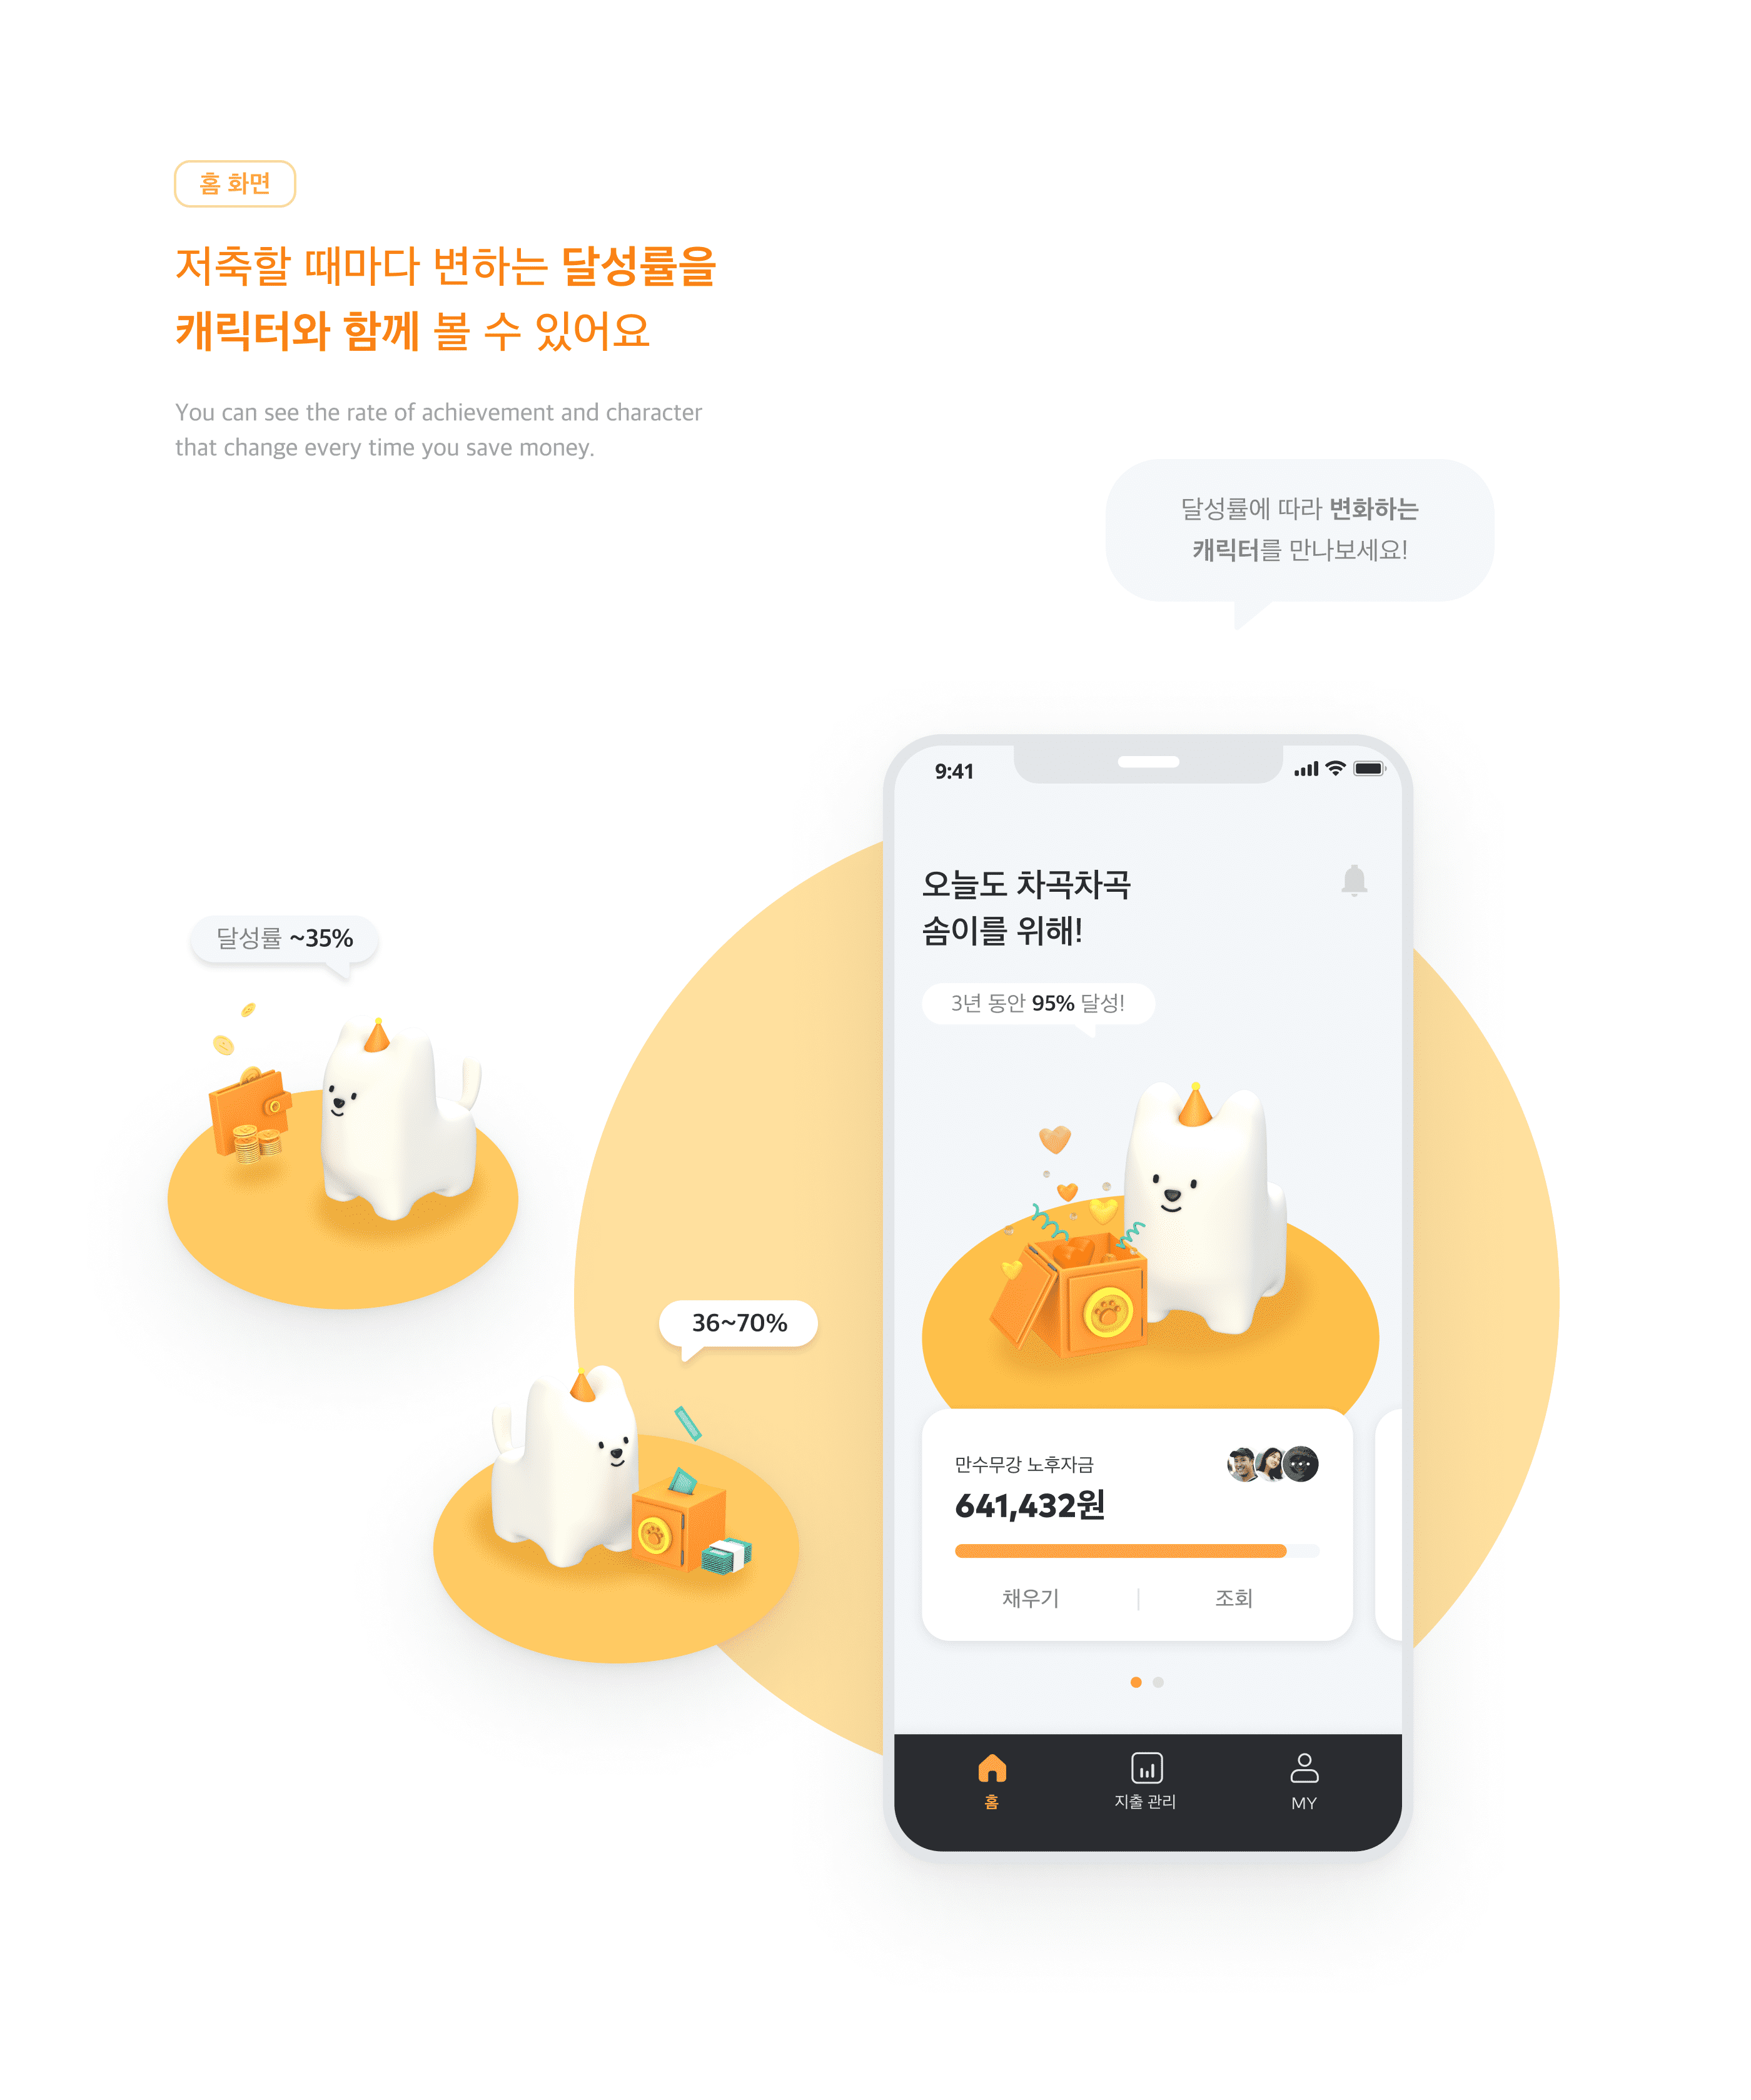 홈 화면
저축할 때마다 변하는 달성률을
캐릭터와 함께 볼 수 있어요
You can see the rate of achievement and character
that change every time you save money.
달성률에 따라 변화하는
캐릭터를 만나보세요!
9:41
오늘도 차곡차곡
솜이를 위해!
3년 동안 95% 달성!
달성률 ~35%
36~70%
만수무강 노후자금
641,432원
채우기
조회
홈
지출 관리
MY